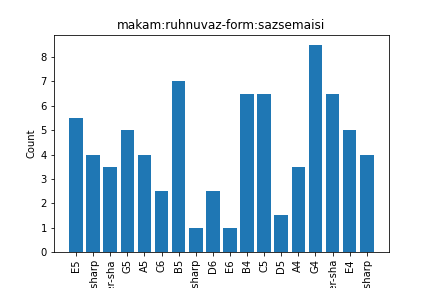 makam:ruhnuvaz-form:sazsemaisi
Count
8
7
6
5
4
3
2
1
0
E5
sharp
er-sha
G5
A5
C6
B5
sharp
D6
E6
B4
C5
D5
A4
G4
er-sha
E4
sharp